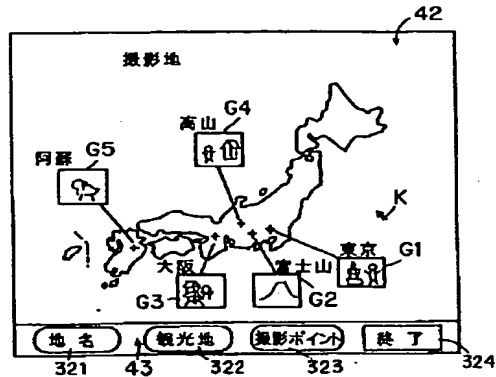 42
撮影地
高山
G4
阿蘇
G5
K
大阪
G3
富士山
G2
東京
G1
地名
観光地
撮影ポイント
終了
321
43
322
323
324